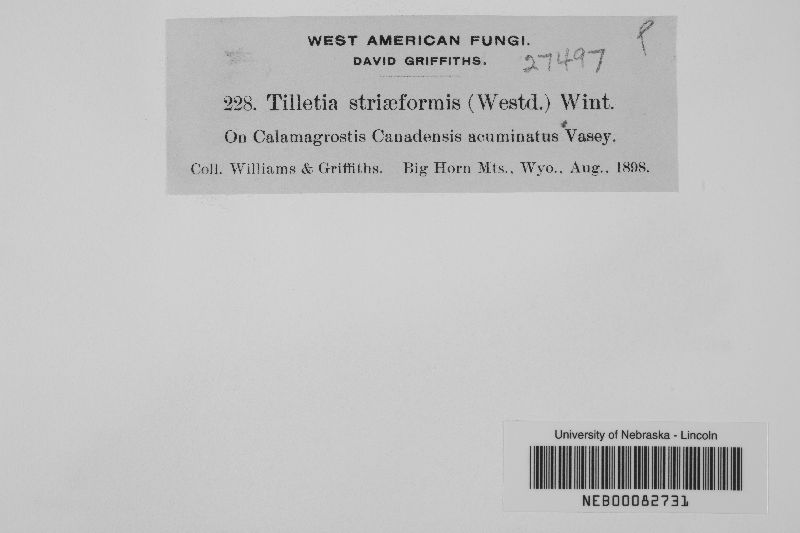 WEST AMERICAN FUNGI.
DAVID GRIFFITHS.
27497
228. Tilletia striæformis (Westd.) Wint.
On Calamagrostis Canadensis acuminatus Vasey.
Coll. Williams & Griffiths. Big Horn Mts., Wyo., Aug., 1898.
University of Nebraska - Lincoln
NEB00082731